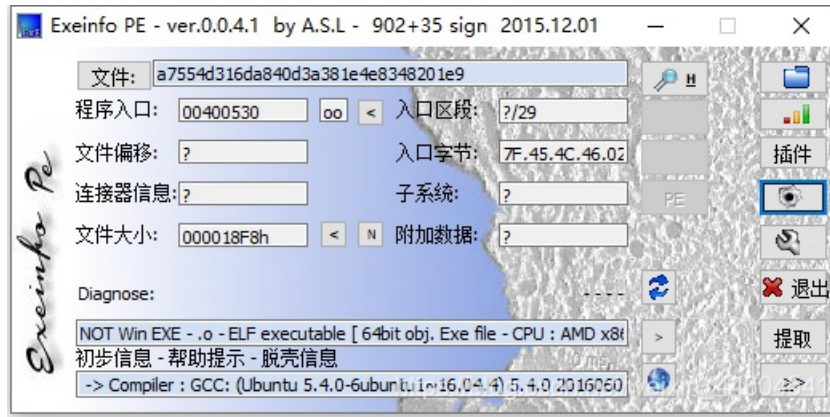 Exeinfo PE - ver.0.0.4.1 by A.S.L - 902+35 sign 2015.12.01
文件: a7554d316da840d3a381e4e8348201e9 H
程序入口: 00400530 oo < 入口区段: ?/29
文件偏移: ? 入口字节: 7F.45.4C.46.02 插件
连接器信息: ? 子系统: ? PE
文件大小: 000018F8h < N 附加数据: ?
Exeinfo Pe
Diagnose: ---- 退出
NOT Win EXE - .o - ELF executable [ 64bit obj. Exe file - CPU : AMD x86 > 提取
初步信息 - 帮助提示 - 脱壳信息 0 ms.
-> Compiler : GCC: (Ubuntu 5.4.0-6ubuntu1~16.04.4) 5.4.0 2016060 >>